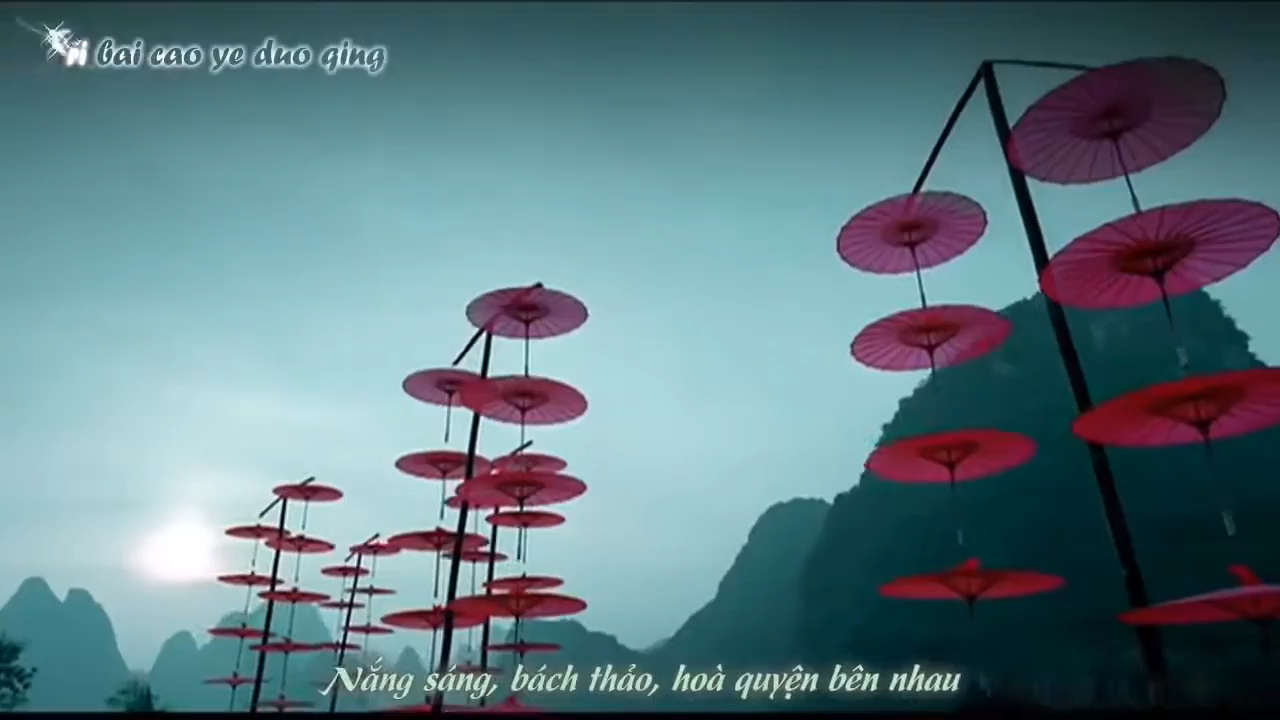 bai cao ye duo qing
Nắng sáng, bách thảo, hoà quyện bên nhau